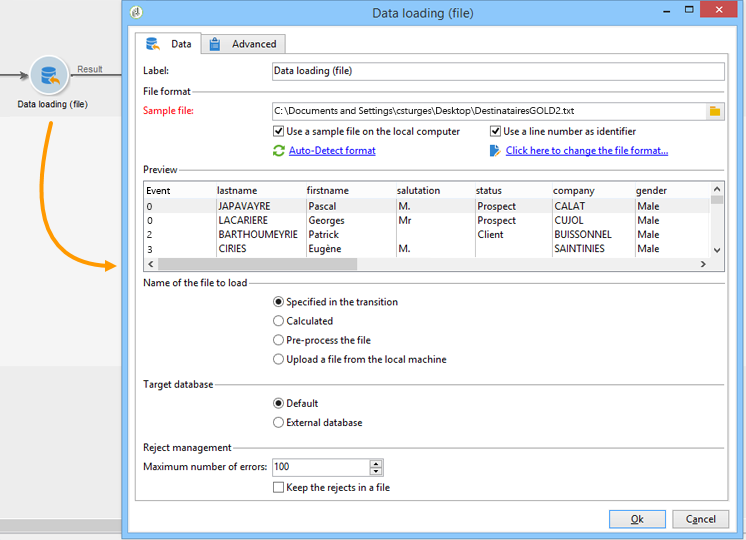 Data loading (file)
Data Advanced
Result
Data loading (file)
Label: Data loading (file)
File format
Sample file: C:\Documents and Settings\csturges\Desktop\DestinatairesGOLD2.txt
Use a sample file on the local computer Use a line number as identifier
Auto-Detect format Click here to change the file format...
Preview
Event lastname firstname salutation status company gender
0 JAPAVAYRE Pascal M. Prospect CALAT Male
0 LACARIERE Georges Mr Prospect CUJOL Male
2 BARTHOUMEYRIE Patrick Client BUISSONNEL Male
3 CIRIES Eugène M. SAINTINIES Male
Name of the file to load
Specified in the transition
Calculated
Pre-process the file
Upload a file from the local machine
Target database
Default
External database
Reject management
Maximum number of errors: 100
Keep the rejects in a file
Ok Cancel